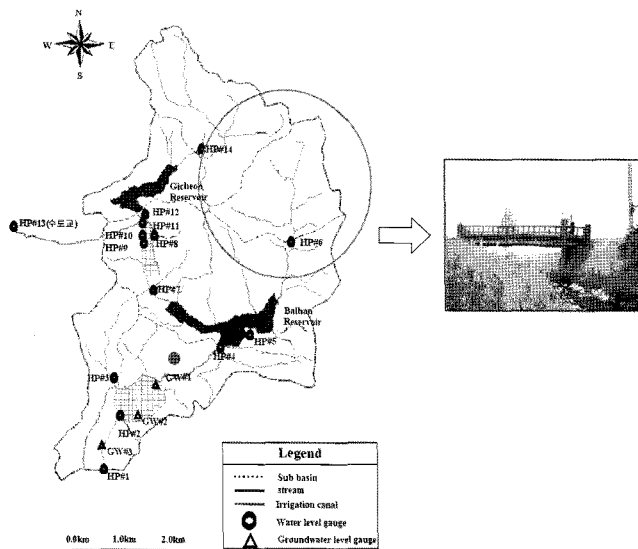 N
W E
S
HP#14
Gicheon
Reservoir
HP#12
HP#13(수로교)
HP#11
HP#10
HP#8
HP#9
HP#6
HP#7
Balhan
Reservoir
HP#5
HP#4
HP#3
GW#1
HP#2
GW#2
GW#3
HP#1
Legend
Sub basin
stream
Irrigation canal
Water level gauge
Groundwater level gauge
0.0km 1.0km 2.0km